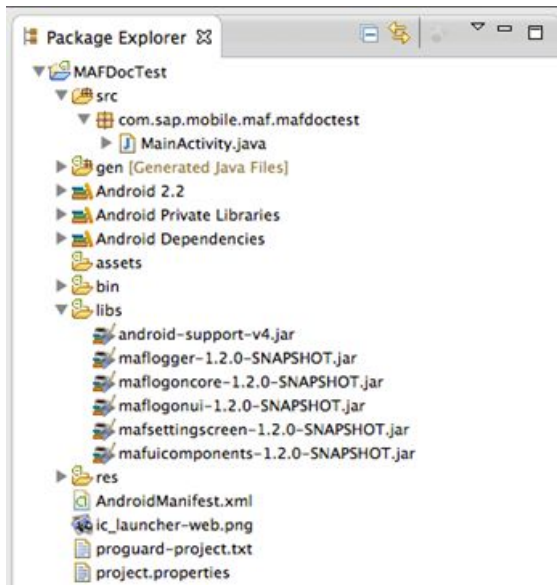 Package Explorer
MAFDocTest
src
com.sap.mobile.maf.mafdoctest
MainActivity.java
gen [Generated Java Files]
Android 2.2
Android Private Libraries
Android Dependencies
assets
bin
libs
android-support-v4.jar
maflogger-1.2.0-SNAPSHOT.jar
maflogoncore-1.2.0-SNAPSHOT.jar
maflogonui-1.2.0-SNAPSHOT.jar
mafsettingscreen-1.2.0-SNAPSHOT.jar
mafuicomponents-1.2.0-SNAPSHOT.jar
res
AndroidManifest.xml
ic_launcher-web.png
proguard-project.txt
project.properties